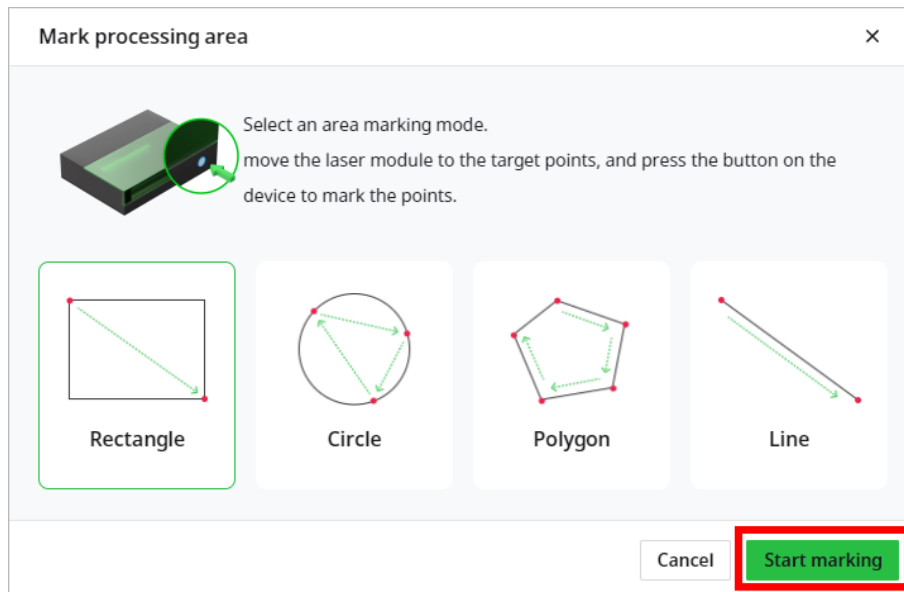 Mark processing area
Select an area marking mode.
move the laser module to the target points, and press the button on the
device to mark the points.
Rectangle
Circle
Polygon
Line
Cancel
Start marking